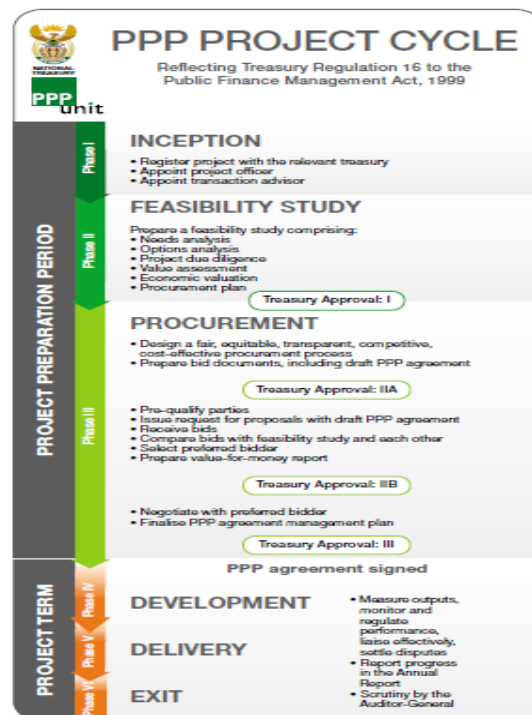 NATIONAL
TREASURY
PPP
unit
PPP PROJECT CYCLE
Reflecting Treasury Regulation 16 to the
Public Finance Management Act, 1999
PROJECT PREPARATION PERIOD
Phase I
INCEPTION
• Register project with the relevant treasury
• Appoint project officer
• Appoint transaction advisor
Phase II
FEASIBILITY STUDY
Prepare a feasibility study comprising:
• Needs analysis
• Options analysis
• Project due diligence
• Value assessment
• Economic valuation
• Procurement plan
Treasury Approval: I
Phase III
PROCUREMENT
• Design a fair, equitable, transparent, competitive,
cost-effective procurement process
• Prepare bid documents, including draft PPP agreement
Treasury Approval: IIA
• Pre-qualify parties
• Issue request for proposals with draft PPP agreement
• Receive bids
• Compare bids with feasibility study and each other
• Select preferred bidder
• Prepare value-for-money report
Treasury Approval: IIB
• Negotiate with preferred bidder
• Finalise PPP agreement management plan
Treasury Approval: III
PPP agreement signed
PROJECT TERM
Phase IV
DEVELOPMENT
Phase V
DELIVERY
Phase VI
EXIT
• Measure outputs,
monitor and
regulate
performance,
liaise effectively,
settle disputes
• Report progress
in the Annual
Report
• Scrutiny by the
Auditor-General